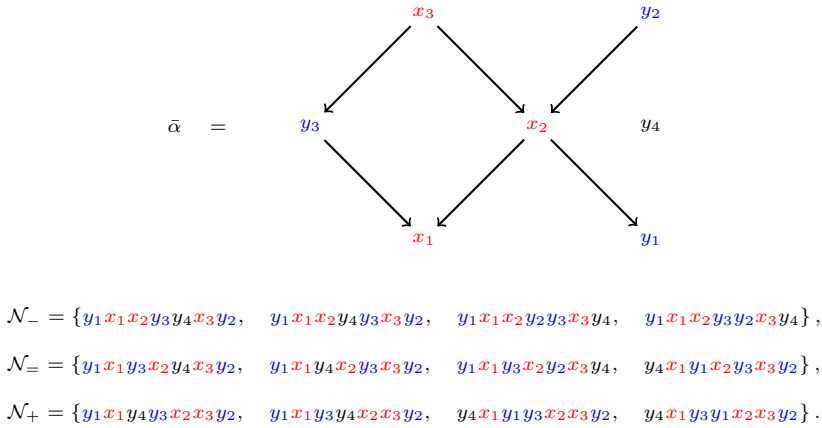 x₃ y₂
ᾱ = y₃ x₂ y₄
x₁ y₁
𝒩₋ = {y₁x₁x₂y₃y₄x₃y₂, y₁x₁x₂y₄y₃x₃y₂, y₁x₁x₂y₂y₃x₃y₄, y₁x₁x₂y₃y₂x₃y₄} ,
𝒩₌ = {y₁x₁y₃x₂y₄x₃y₂, y₁x₁y₄x₂y₃x₃y₂, y₁x₁y₃x₂y₂x₃y₄, y₄x₁y₁x₂y₃x₃y₂} ,
𝒩₊ = {y₁x₁y₄y₃x₂x₃y₂, y₁x₁y₃y₄x₂x₃y₂, y₄x₁y₁y₃x₂x₃y₂, y₄x₁y₃y₁x₂x₃y₂} .